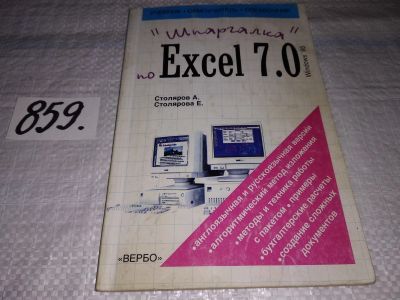 "Шпаргалка"
по Excel 7.0
Windows 95
Столяров А.
Столярова Е.
859.
• англоязычная и русскоязычная версии
• алгоритмический метод изложения
• методы и техника работы
с пакетом • примеры
• бухгалтерские расчеты
• создание сложных
документов
«ВЕРБО»